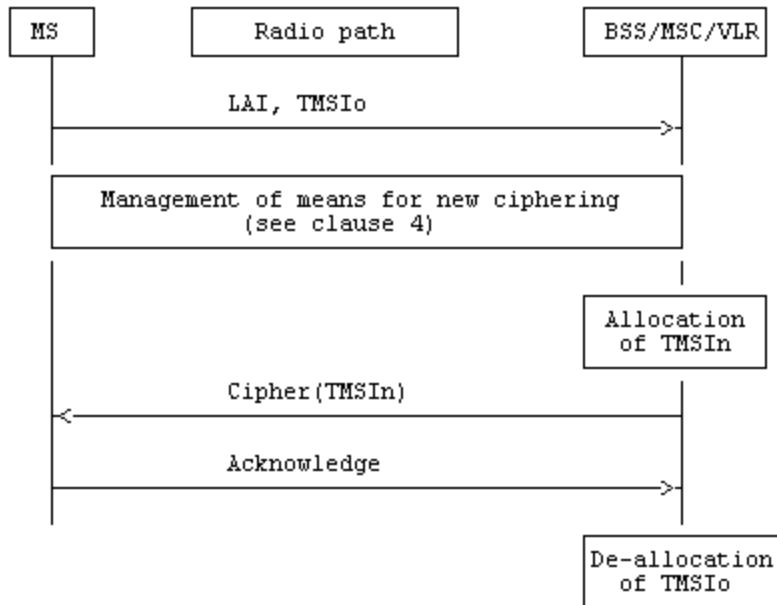 MS
Radio path
BSS/MSC/VLR
LAI, TMSIo
Management of means for new ciphering
(see clause 4)
Allocation
of TMSIn
Cipher(TMSIn)
Acknowledge
De-allocation
of TMSIo